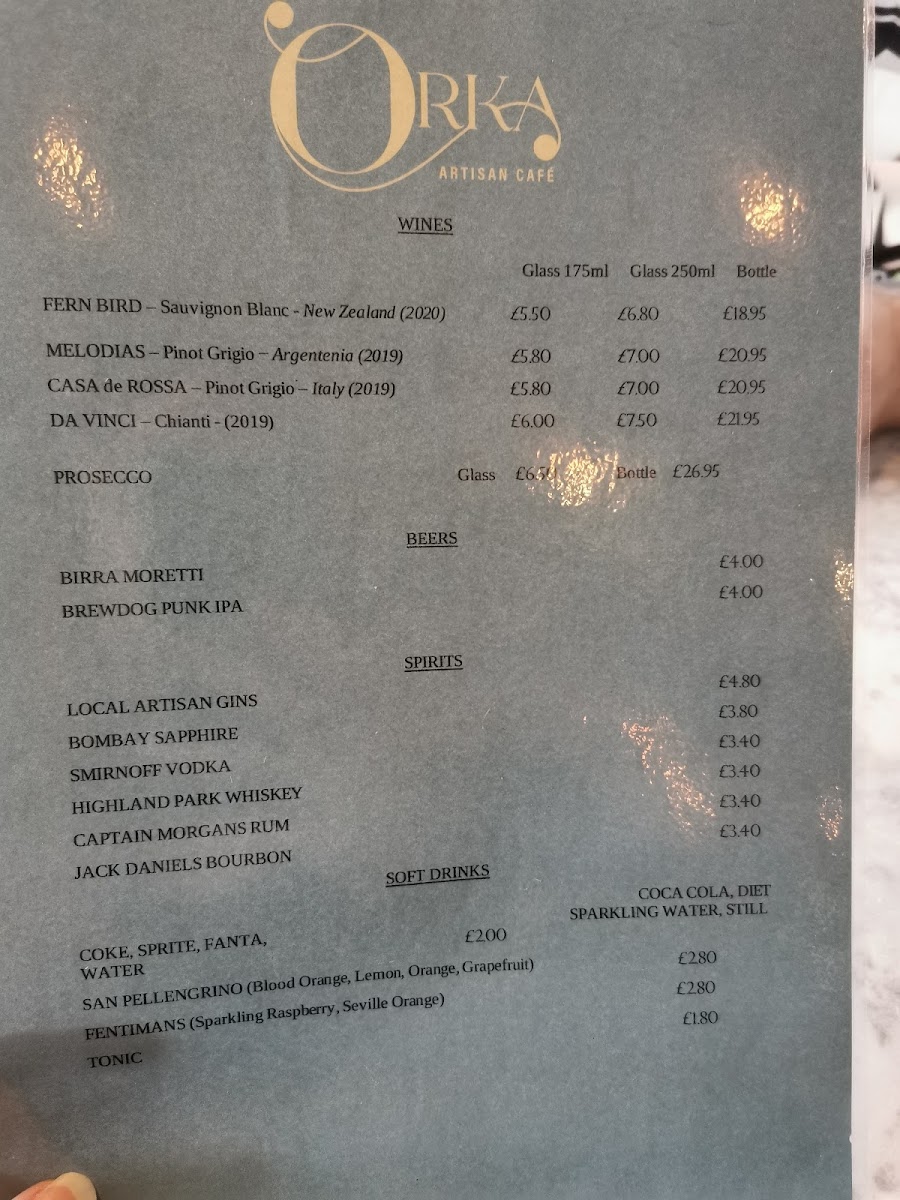 ORKA
ARTISAN CAFÉ
WINES
Glass 175ml Glass 250ml Bottle
FERN BIRD – Sauvignon Blanc - New Zealand (2020) £5.50 £6.80 £18.95
MELODIAS – Pinot Grigio – Argentenia (2019) £5.80 £7.00 £20.95
CASA de ROSSA – Pinot Grigio – Italy (2019) £5.80 £7.00 £20.95
DA VINCI – Chianti - (2019) £6.00 £7.50 £21.95
PROSECCO Glass £6.50 Bottle £26.95
BEERS
BIRRA MORETTI £4.00
BREWDOG PUNK IPA £4.00
SPIRITS
LOCAL ARTISAN GINS £4.80
BOMBAY SAPPHIRE £3.80
SMIRNOFF VODKA £3.40
HIGHLAND PARK WHISKEY £3.40
CAPTAIN MORGANS RUM £3.40
JACK DANIELS BOURBON £3.40
SOFT DRINKS
COCA COLA, DIET
COKE, SPRITE, FANTA, SPARKLING WATER, STILL
WATER £2.00
SAN PELLENGRINO (Blood Orange, Lemon, Orange, Grapefruit) £2.80
FENTIMANS (Sparkling Raspberry, Seville Orange) £2.80
TONIC £1.80